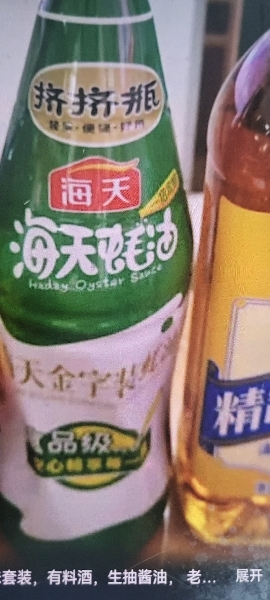 挤挤瓶
海天
海天蚝油
Haday Oyster Sauce
天金字装
品级
精
套装，有料酒，生抽酱油， 老... 展开